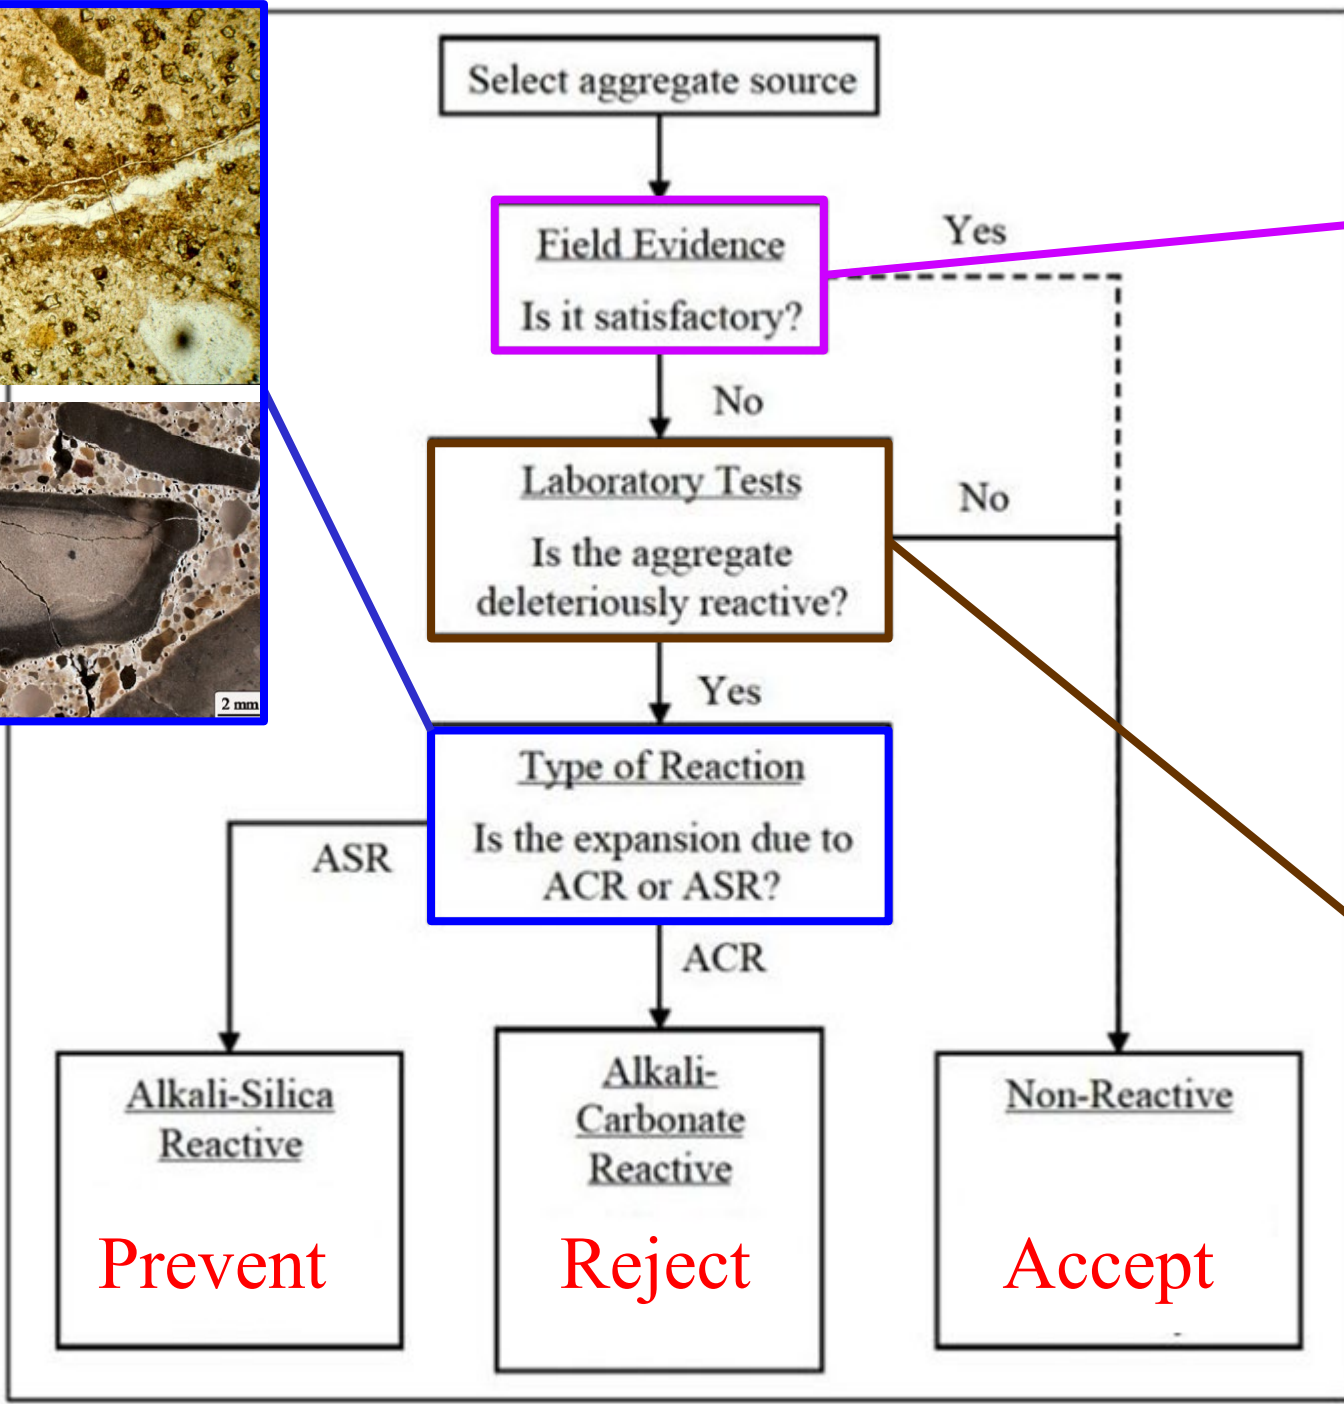 Select aggregate source
Field Evidence
Is it satisfactory?
Yes
No
Laboratory Tests
Is the aggregate
deleteriously reactive?
No
Yes
2 mm
Type of Reaction
Is the expansion due to
ACR or ASR?
ASR
ACR
Alkali-Silica
Reactive
Prevent
Alkali-
Carbonate
Reactive
Reject
Non-Reactive
Accept